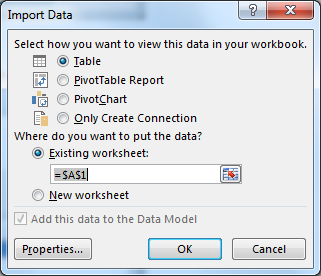 Import Data
?
Select how you want to view this data in your workbook.
Table
PivotTable Report
PivotChart
Only Create Connection
Where do you want to put the data?
Existing worksheet:
=$A$1
New worksheet
Add this data to the Data Model
Properties... OK Cancel